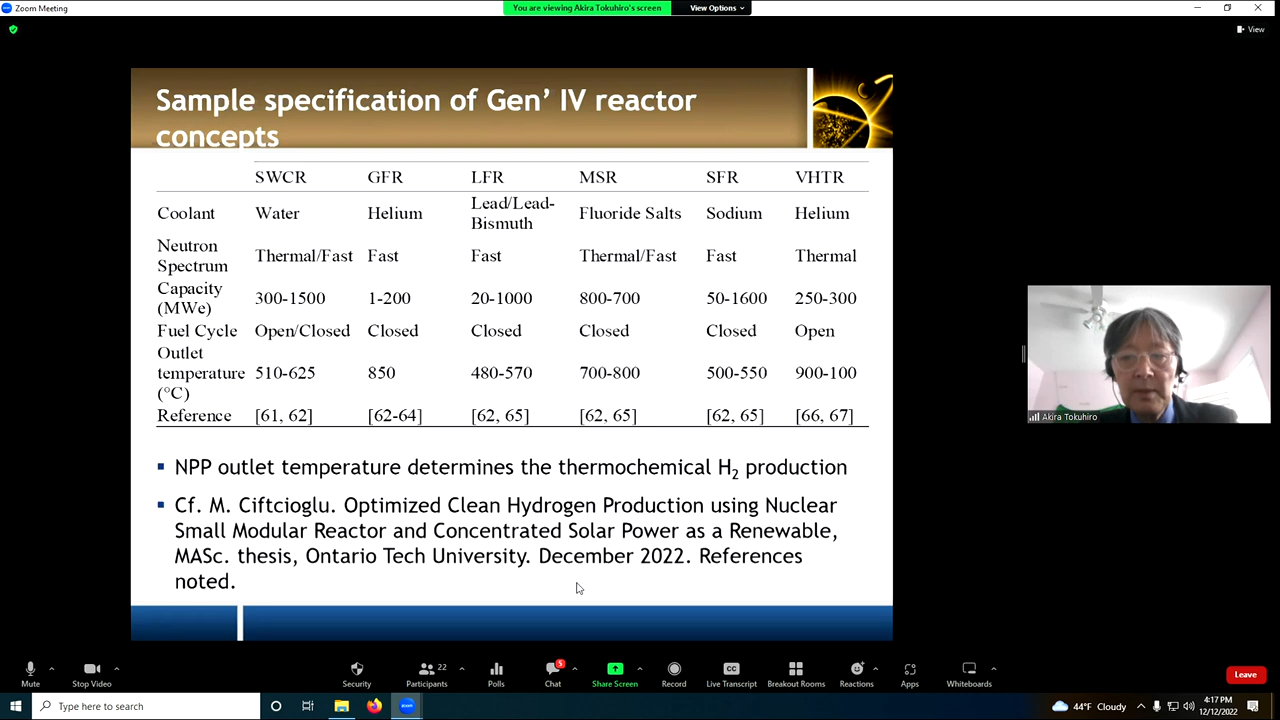 Zoom Meeting
You are viewing Akira Tokuhiro's screen
View Options
View
Sample specification of Gen’ IV reactor
concepts
SWCR GFR LFR MSR SFR VHTR
Coolant Water Helium Lead/Lead-Bismuth Fluoride Salts Sodium Helium
Neutron Spectrum Thermal/Fast Fast Fast Thermal/Fast Fast Thermal
Capacity (MWe) 300-1500 1-200 20-1000 800-700 50-1600 250-300
Fuel Cycle Open/Closed Closed Closed Closed Closed Open
Outlet temperature (°C) 510-625 850 480-570 700-800 500-550 900-100
Reference [61, 62] [62-64] [62, 65] [62, 65] [62, 65] [66, 67]
▪ NPP outlet temperature determines the thermochemical H₂ production
▪ Cf. M. Ciftcioglu. Optimized Clean Hydrogen Production using Nuclear
Small Modular Reactor and Concentrated Solar Power as a Renewable,
MASc. thesis, Ontario Tech University. December 2022. References
noted.
Akira Tokuhiro
Mute Stop Video Security Participants 22 Polls Chat 5 Share Screen Record Live Transcript Breakout Rooms Reactions Apps Whiteboards Leave
Type here to search
44°F Cloudy
4:17 PM
12/12/2022